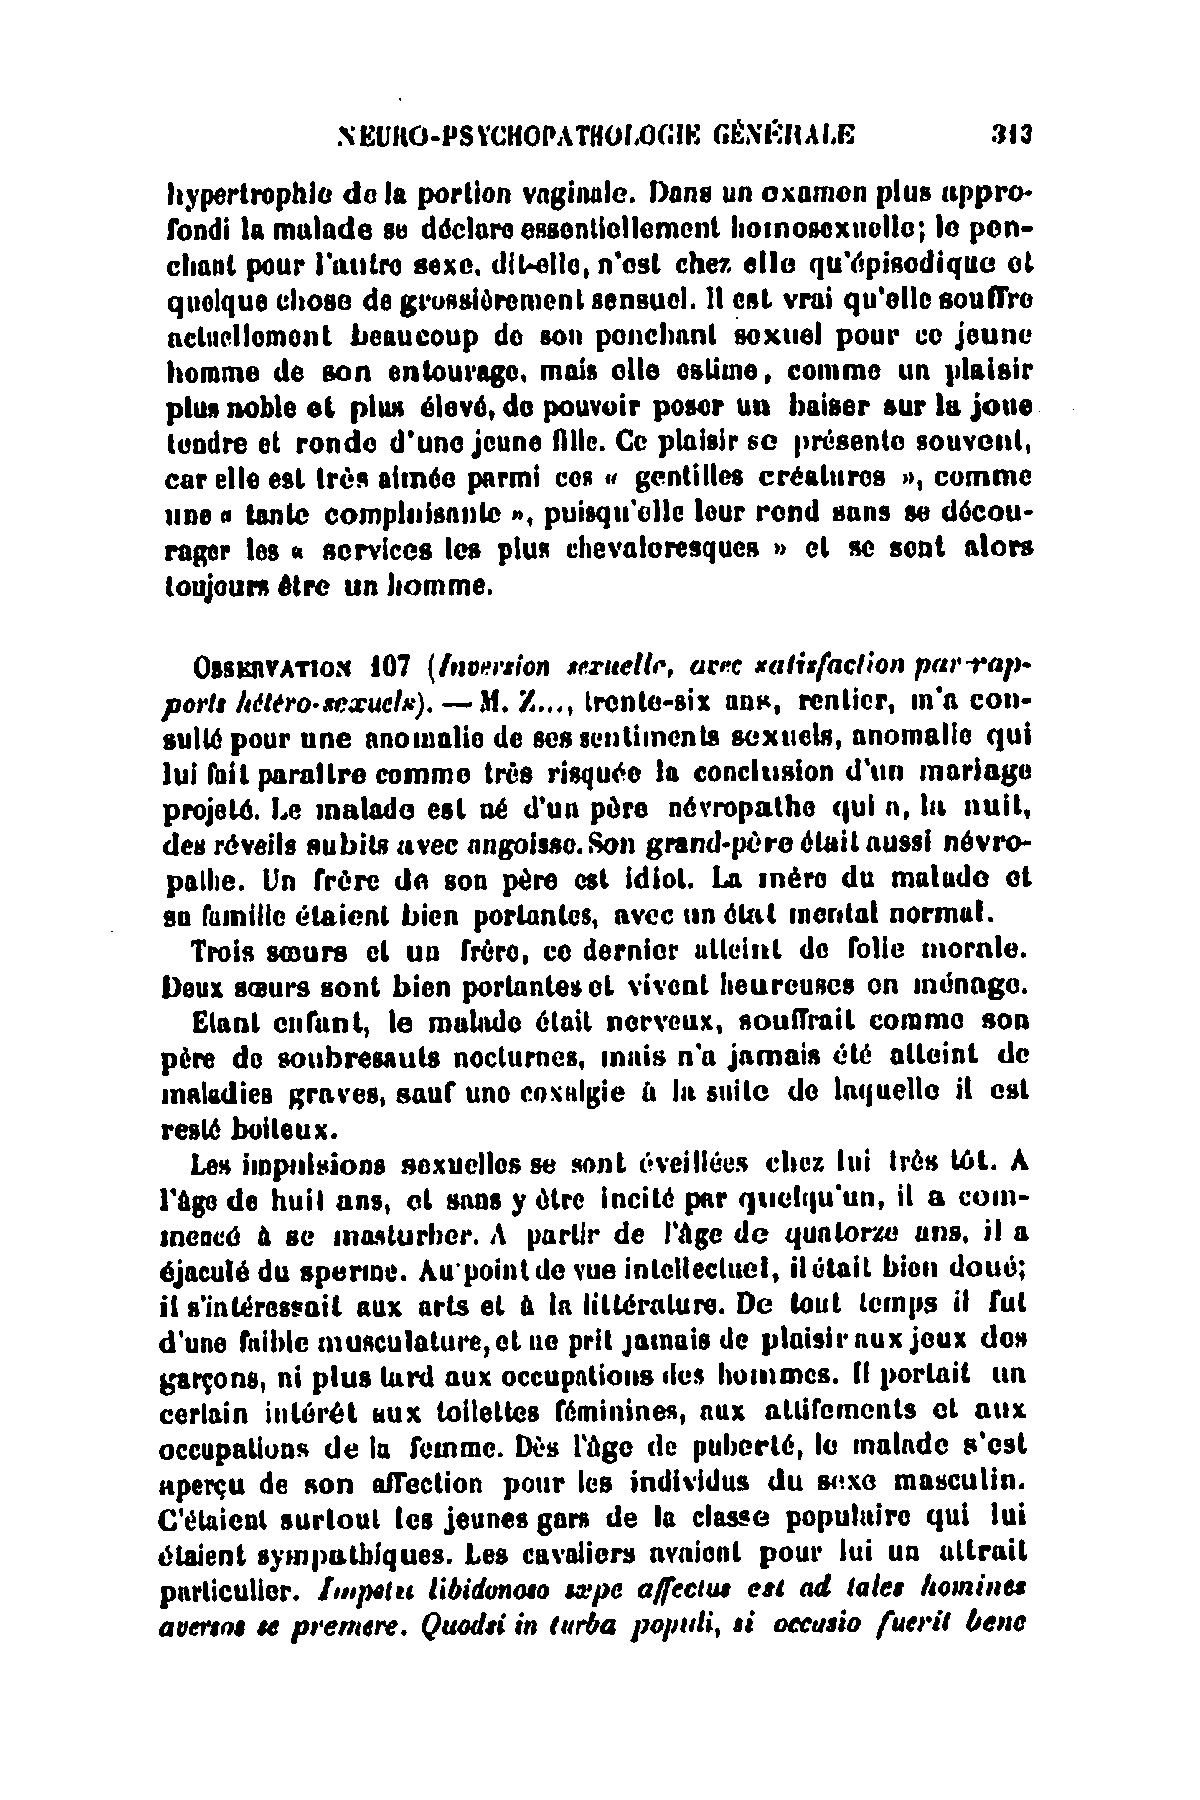 NEURO-PSYCHOPATHOLOGIE GÉNÉRALE 313
hypertrophie de la portion vaginale. Dans un examen plus appro-
fondi la malade se déclare essentiellement homosexuelle; le pen-
chant pour l'autre sexe, dit-elle, n'est chez elle qu'épisodique et
quelque chose de grossièrement sensuel. Il est vrai qu'elle souffre
actuellement beaucoup de son penchant sexuel pour ce jeune
homme de son entourage, mais elle estime, comme un plaisir
plus noble et plus élevé, de pouvoir poser un baiser sur la joue
tendre et ronde d'une jeune fille. Ce plaisir se présente souvent,
car elle est très aimée parmi ces « gentilles créatures », comme
une « tante complaisante », puisqu'elle leur rend sans se décou-
rager les « services les plus chevaleresques » et se sent alors
toujours être un homme.
OBSERVATION 107 (Inversion sexuelle, avec satisfaction par rap-
ports hétéro-sexuels). — M. Z..., trente-six ans, rentier, m'a con-
sulté pour une anomalie de ses sentiments sexuels, anomalie qui
lui fait paraître comme très risquée la conclusion d'un mariage
projeté. Le malade est né d'un père névropathe qui a, la nuit,
des réveils subits avec angoisse. Son grand-père était aussi névro-
pathe. Un frère de son père est idiot. La mère du malade et
sa famille étaient bien portantes, avec un état mental normal.
Trois sœurs et un frère, ce dernier atteint de folie morale.
Deux sœurs sont bien portantes et vivent heureuses en ménage.
Etant enfant, le malade était nerveux, souffrait comme son
père de soubresauts nocturnes, mais n'a jamais été atteint de
maladies graves, sauf une coxalgie à la suite de laquelle il est
resté boiteux.
Les impulsions sexuelles se sont éveillées chez lui très tôt. A
l'âge de huit ans, et sans y être incité par quelqu'un, il a com-
mencé à se masturber. A partir de l'âge de quatorze ans, il a
éjaculé du sperme. Au point de vue intellectuel, il était bien doué;
il s'intéressait aux arts et à la littérature. De tout temps il fut
d'une faible musculature, et ne prit jamais de plaisir aux jeux des
garçons, ni plus tard aux occupations des hommes. Il portait un
certain intérêt aux toilettes féminines, aux attifements et aux
occupations de la femme. Dès l'âge de puberté, le malade s'est
aperçu de son affection pour les individus du sexe masculin.
C'étaient surtout les jeunes gars de la classe populaire qui lui
étaient sympathiques. Les cavaliers avaient pour lui un attrait
particulier. Impetu libidonoso sæpe affectus est ad tales homines
aversos se premere. Quodsi in turba populi, si occasio fuerit bene